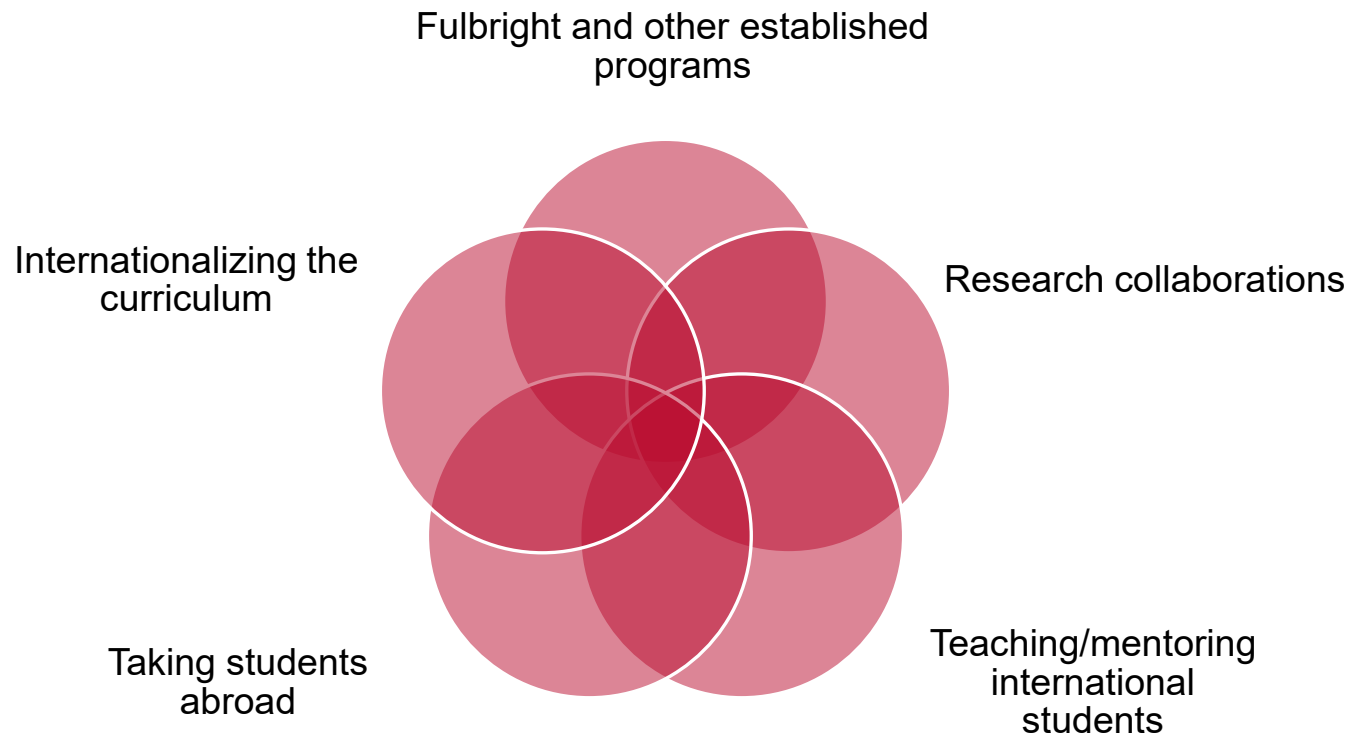 Fulbright and other established
programs
Internationalizing the
curriculum
Research collaborations
Taking students
abroad
Teaching/mentoring
international
students